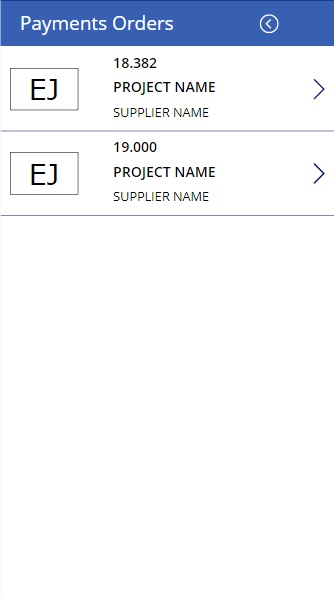 Payments Orders
18.382
EJ
PROJECT NAME
SUPPLIER NAME
19.000
EJ
PROJECT NAME
SUPPLIER NAME